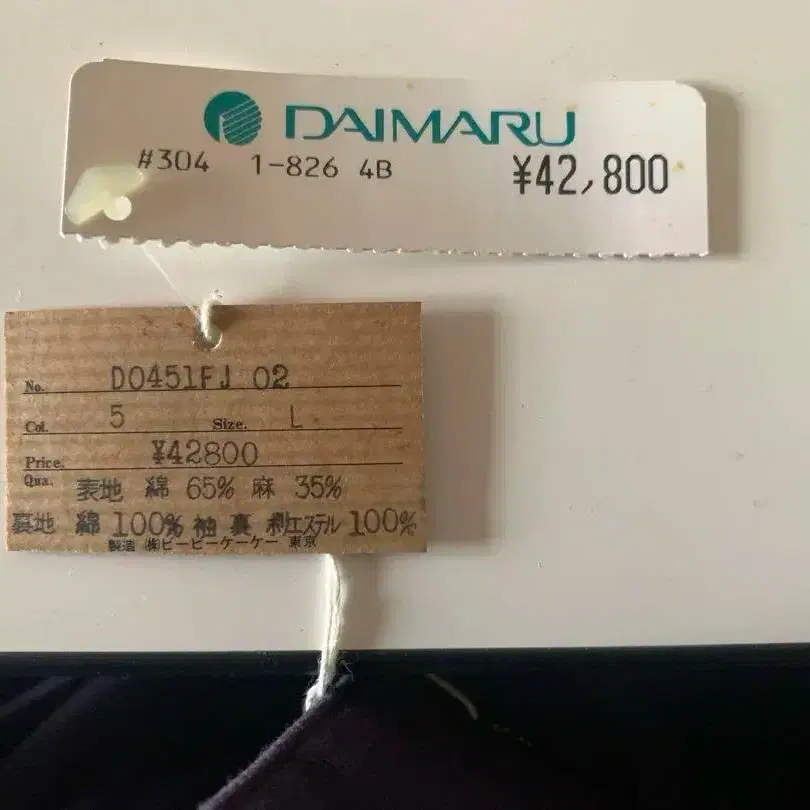 DAIMARU
#304 1-826 4B ¥42,800
No. D0451FJ 02
Col. 5 Size. L.
Price. ¥42800
Qua. 表地 綿 65% 麻 35%
裏地 綿 100% 袖裏 ポリエステル 100%
製造 ㈱ビービーケーケー 東京